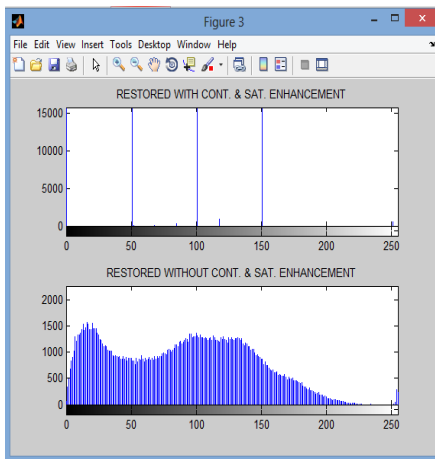 Figure 3
File Edit View Insert Tools Desktop Window Help
RESTORED WITH CONT. & SAT. ENHANCEMENT
15000
10000
5000
0
0 50 100 150 200 250
RESTORED WITHOUT CONT. & SAT. ENHANCEMENT
2000
1500
1000
500
0
0 50 100 150 200 250